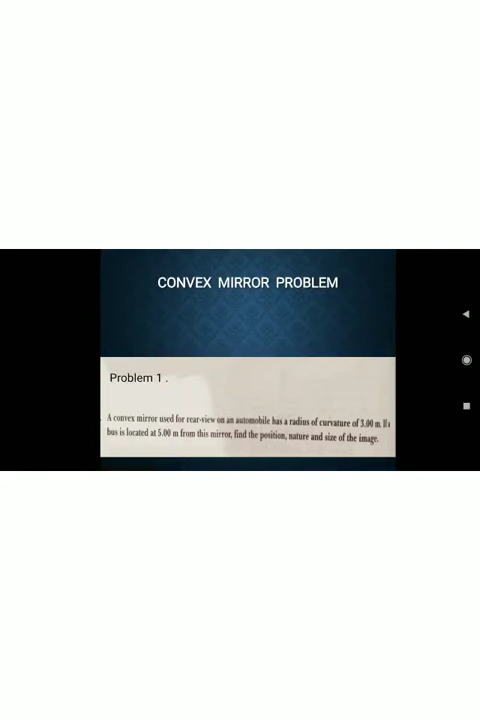 CONVEX MIRROR PROBLEM
Problem 1 .
A convex mirror used for rear-view on an automobile has a radius of curvature of 3.00 m. If a
bus is located at 5.00 m from this mirror, find the position, nature and size of the image.